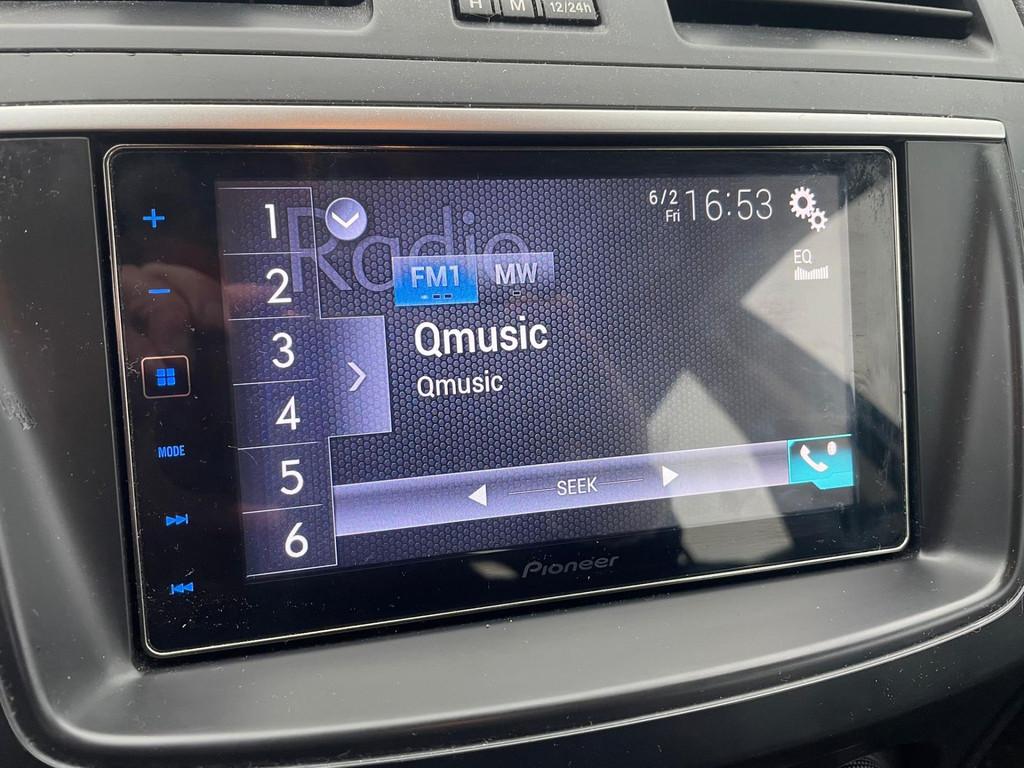 H M 12/24h
6/2
Fri
16:53
EQ
Radio
FM1 MW
Qmusic
Qmusic
1
2
3
4
5
6
MODE
SEEK
Pioneer